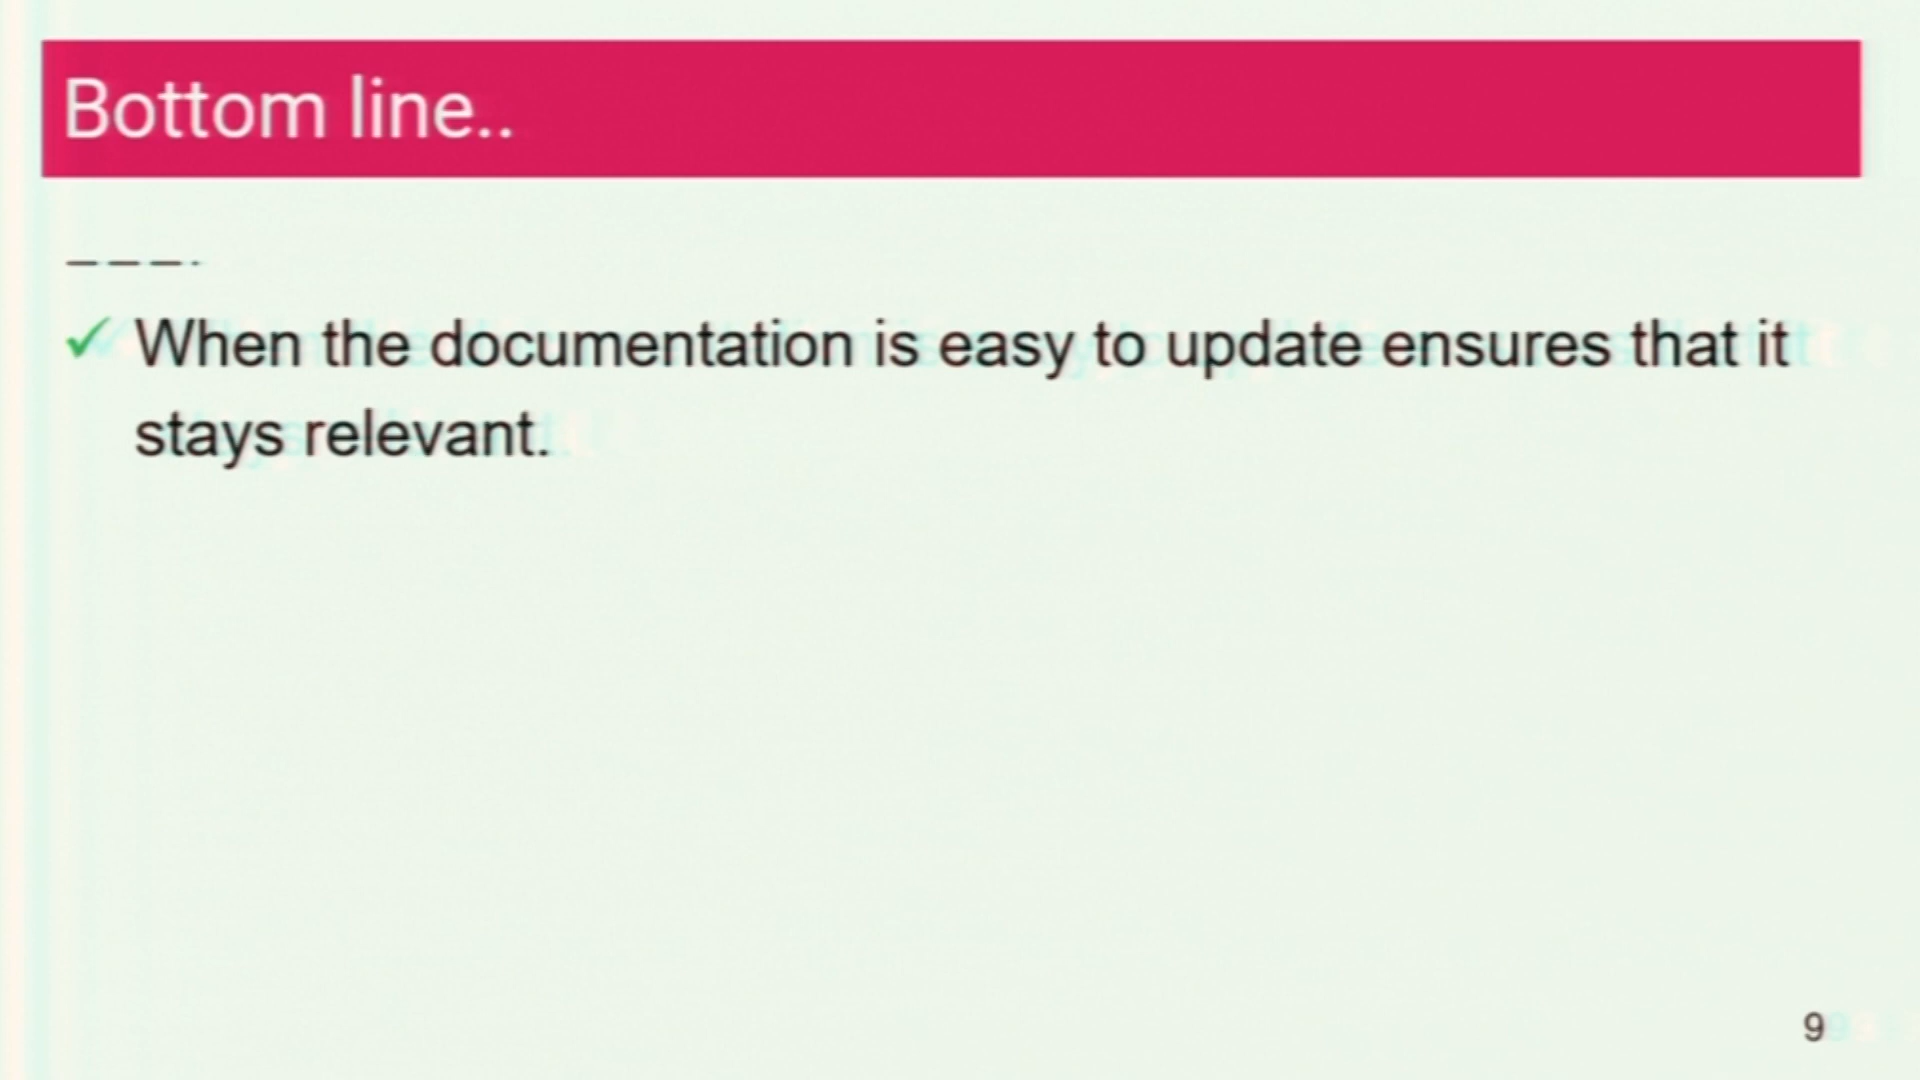 Bottom line..
✓ When the documentation is easy to update ensures that it
stays relevant.
9